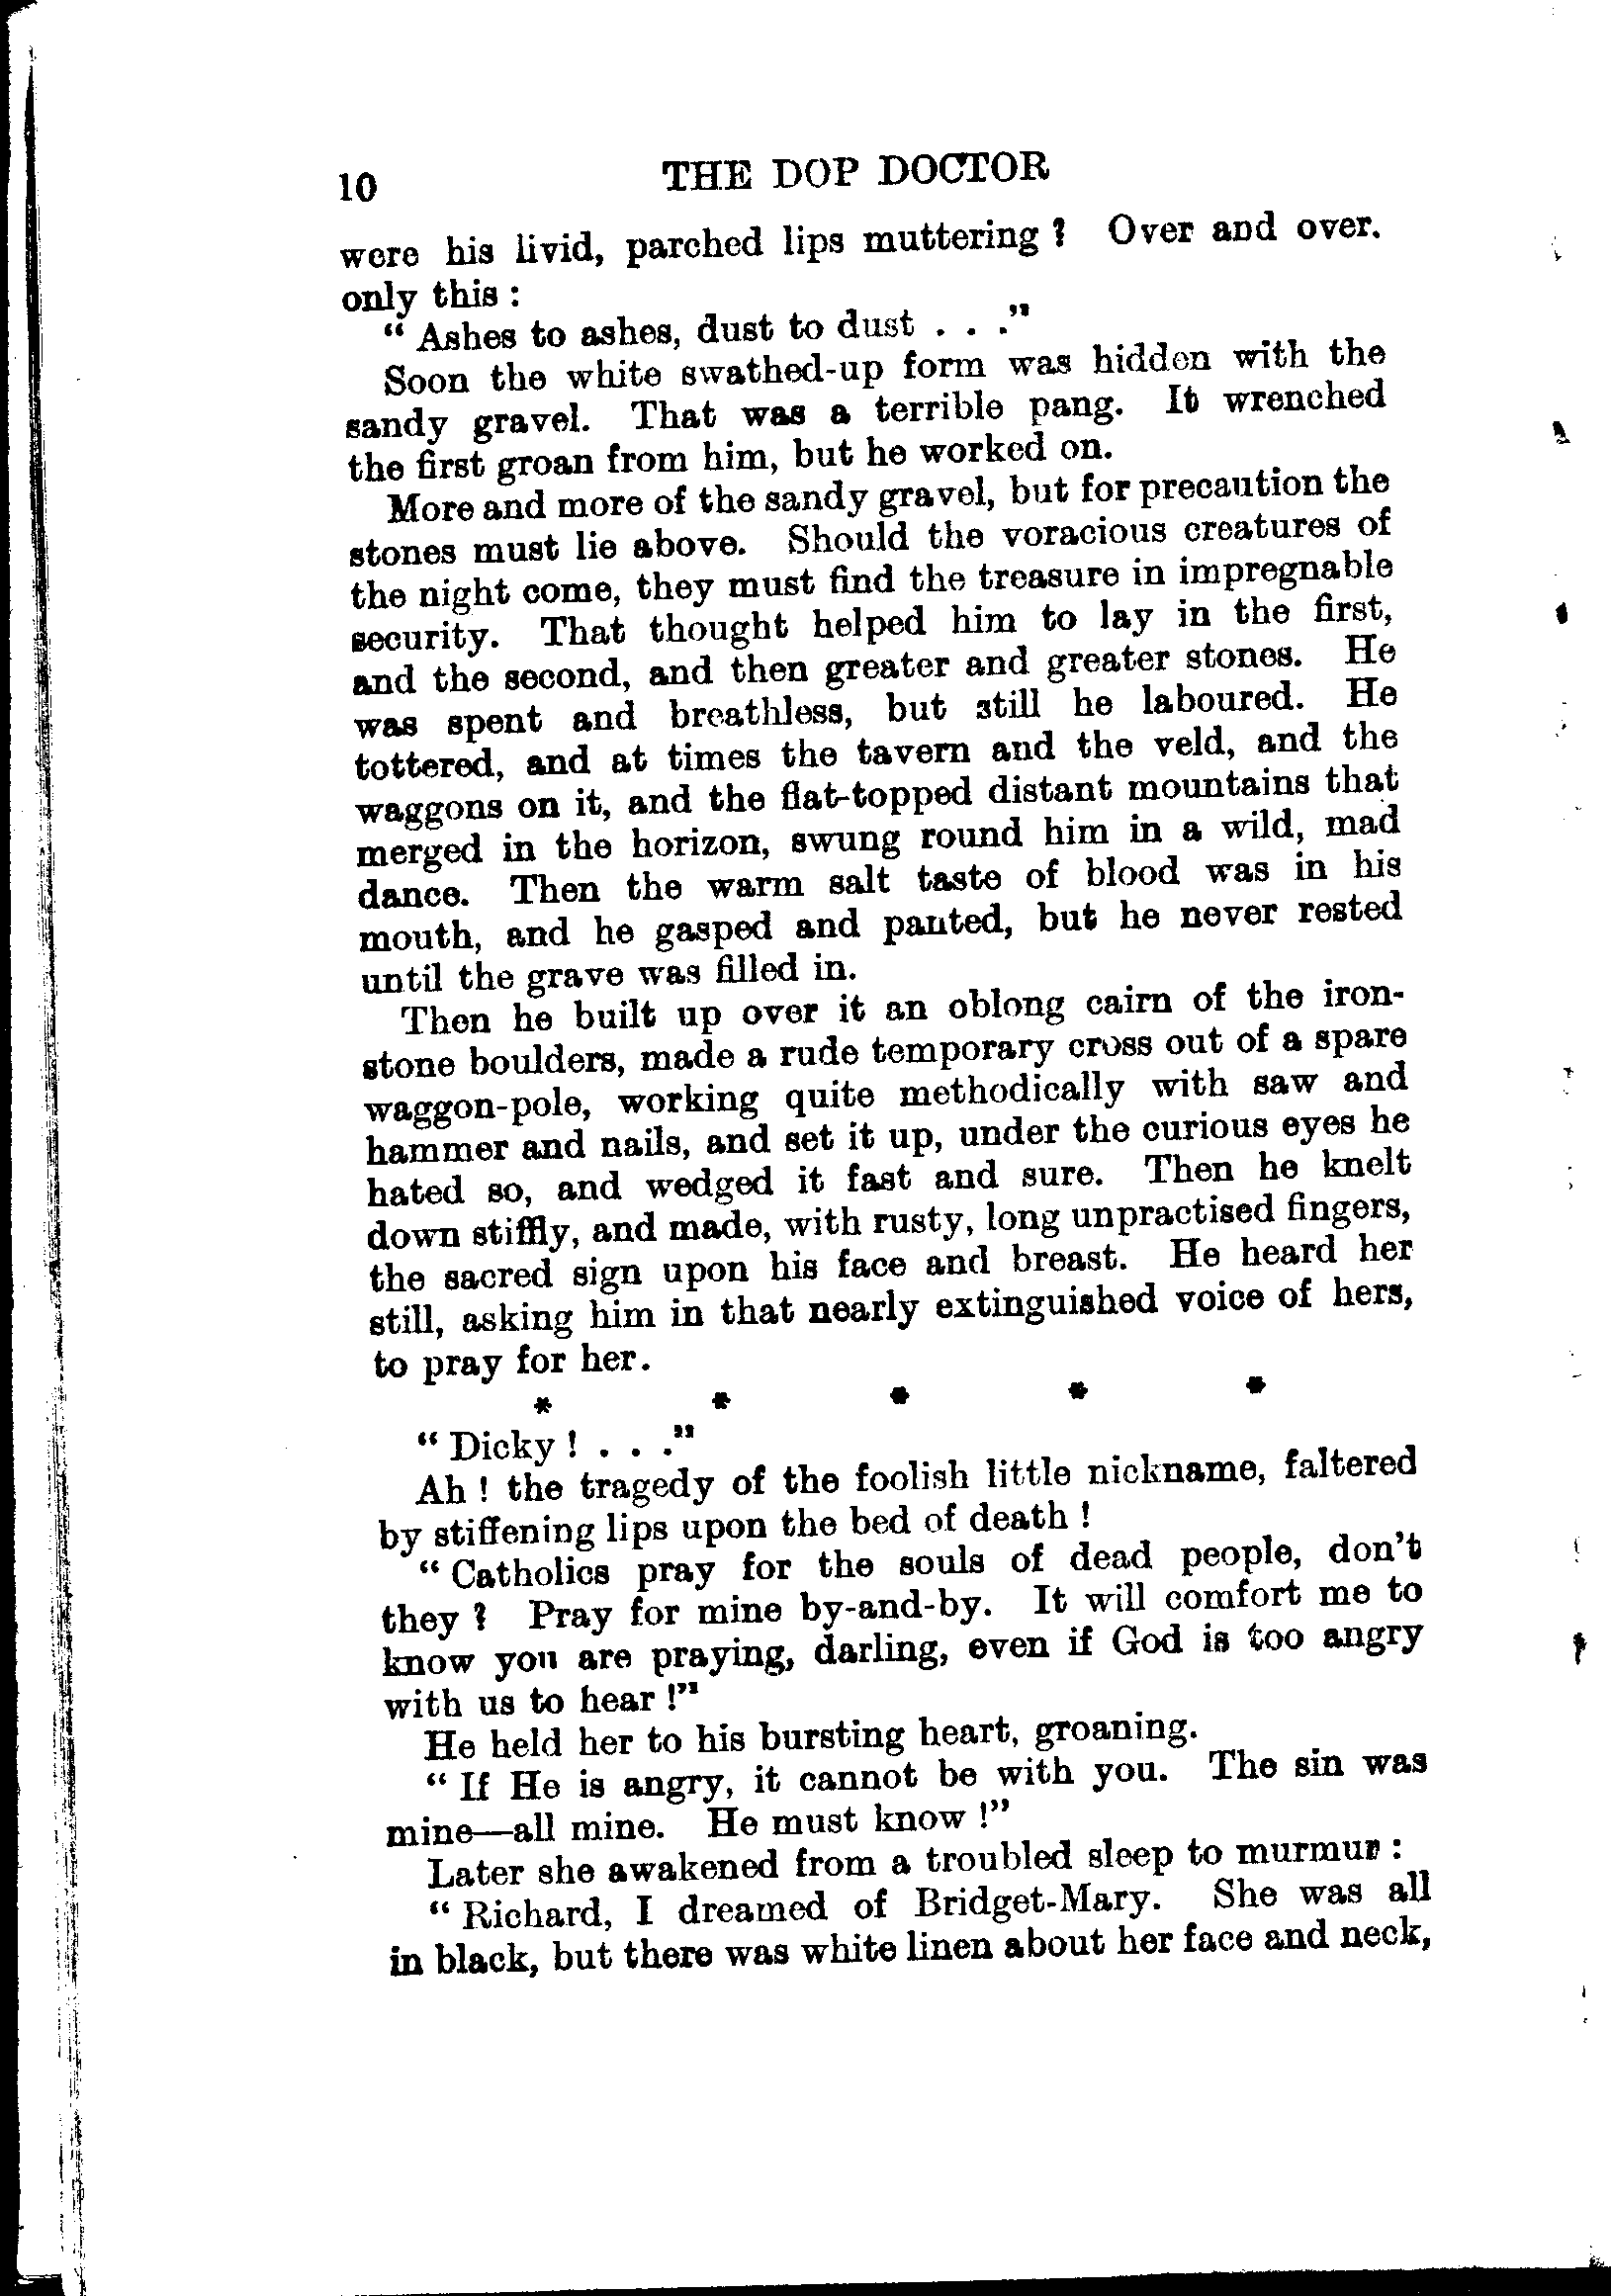 10 THE DOP DOCTOR
were his livid, parched lips muttering? Over and over.
only this:
"Ashes to ashes, dust to dust . . ."
Soon the white swathed-up form was hidden with the
sandy gravel. That was a terrible pang. It wrenched
the first groan from him, but he worked on.
More and more of the sandy gravel, but for precaution the
stones must lie above. Should the voracious creatures of
the night come, they must find the treasure in impregnable
security. That thought helped him to lay in the first,
and the second, and then greater and greater stones. He
was spent and breathless, but still he laboured. He
tottered, and at times the tavern and the veld, and the
waggons on it, and the flat-topped distant mountains that
merged in the horizon, swung round him in a wild, mad
dance. Then the warm salt taste of blood was in his
mouth, and he gasped and panted, but he never rested
until the grave was filled in.
Then he built up over it an oblong cairn of the iron-
stone boulders, made a rude temporary cross out of a spare
waggon-pole, working quite methodically with saw and
hammer and nails, and set it up, under the curious eyes he
hated so, and wedged it fast and sure. Then he knelt
down stiffly, and made, with rusty, long unpractised fingers,
the sacred sign upon his face and breast. He heard her
still, asking him in that nearly extinguished voice of hers,
to pray for her.
* * * * *
"Dicky! . . ."
Ah! the tragedy of the foolish little nickname, faltered
by stiffening lips upon the bed of death!
"Catholics pray for the souls of dead people, don't
they? Pray for mine by-and-by. It will comfort me to
know you are praying, darling, even if God is too angry
with us to hear!"
He held her to his bursting heart, groaning.
"If He is angry, it cannot be with you. The sin was
mine—all mine. He must know!"
Later she awakened from a troubled sleep to murmur:
"Richard, I dreamed of Bridget-Mary. She was all
in black, but there was white linen about her face and neck,